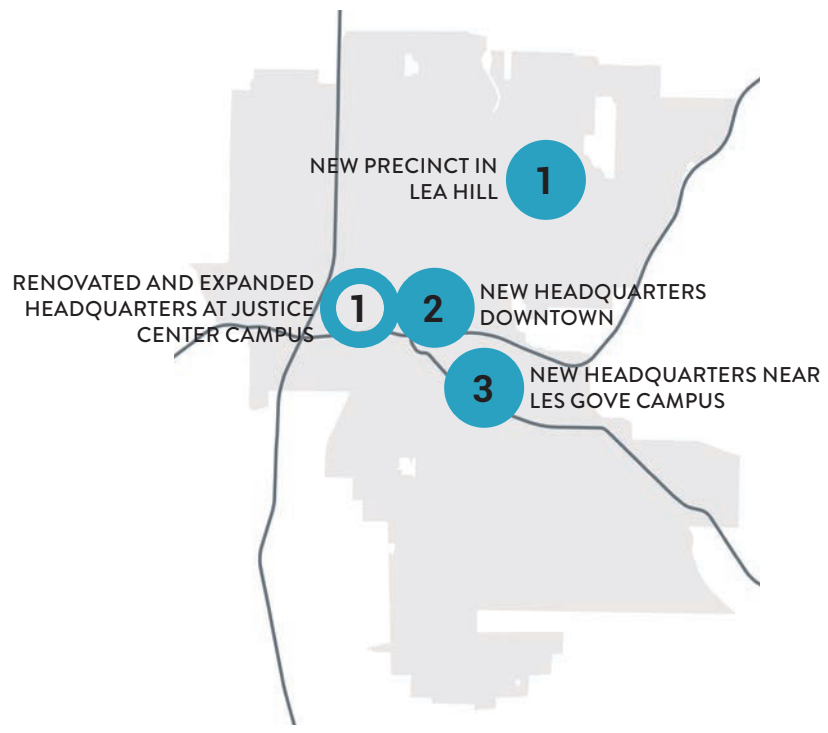 NEW PRECINCT IN
LEA HILL
1
RENOVATED AND EXPANDED
HEADQUARTERS AT JUSTICE
CENTER CAMPUS
1
2
NEW HEADQUARTERS
DOWNTOWN
3
NEW HEADQUARTERS NEAR
LES GOVE CAMPUS